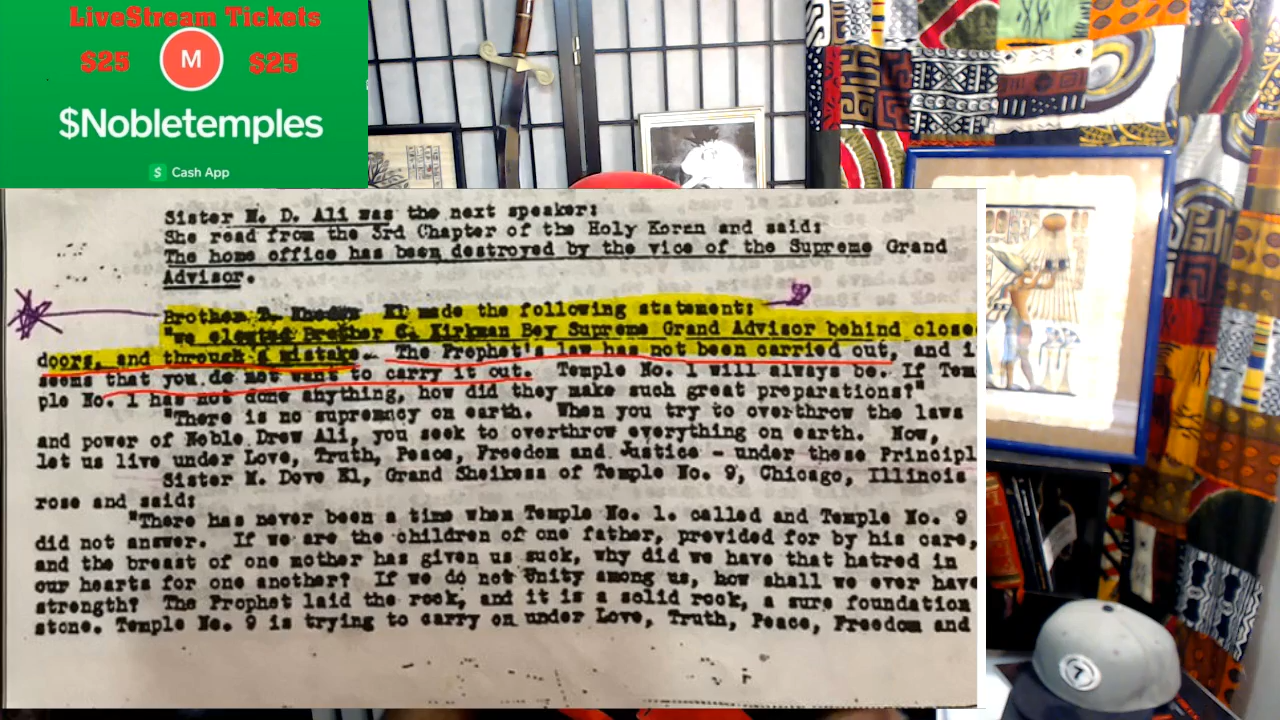 LiveStream Tickets
$25 M $25
$Nobletemples
$ Cash App
Sister M. D. Ali was the next speaker:
She read from the 3rd Chapter of the Holy Koran and said:
The home office has been destroyed by the vice of the Supreme Grand
Advisor.
Brother El made the following statement:
"We elected Brother C. Kirkman Bey Supreme Grand Advisor behind close
doors, and through a mistake. The Prophet's law has not been carried out, and i
seems that you do not want to carry it out. Temple No. 1 will always be. If Tem
ple No. 1 has not done anything, how did they make such great preparations?"
"There is no supremacy on earth. When you try to overthrow the laws
and power of Noble Drew Ali, you seek to overthrow everything on earth. Now,
let us live under Love, Truth, Peace, Freedom and Justice - under these Principl
Sister M. Dove El, Grand Sheikess of Temple No. 9, Chicago, Illinois
rose and said:
"There has never been a time when Temple No. 1. called and Temple No. 9
did not answer. If we are the children of one father, provided for by his care,
and the breast of one mother has given us suck, why did we have that hatred in
our hearts for one another? If we do not Unity among us, how shall we ever have
strength? The Prophet laid the rock, and it is a solid rock, a sure foundation
stone. Temple No. 9 is trying to carry on under Love, Truth, Peace, Freedom and
7